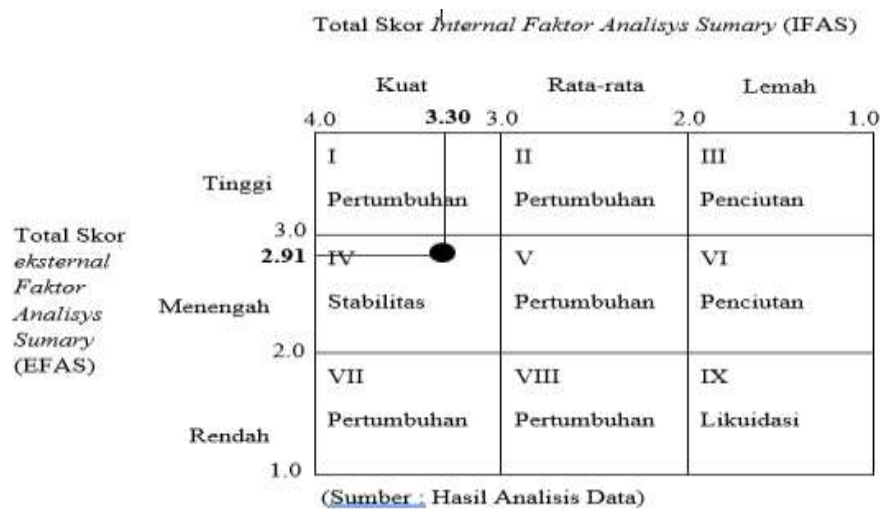 Total Skor Internal Faktor Analisys Sumary (IFAS)
Kuat Rata-rata Lemah
4.0 3.30 3.0 2.0 1.0
Tinggi
I
Pertumbuhan
II
Pertumbuhan
III
Penciutan
3.0
2.91
Total Skor
eksternal
Faktor
Analisys
Sumary
(EFAS)
Menengah
IV
Stabilitas
V
Pertumbuhan
VI
Penciutan
2.0
Rendah
VII
Pertumbuhan
VIII
Pertumbuhan
IX
Likuidasi
1.0
(Sumber : Hasil Analisis Data)